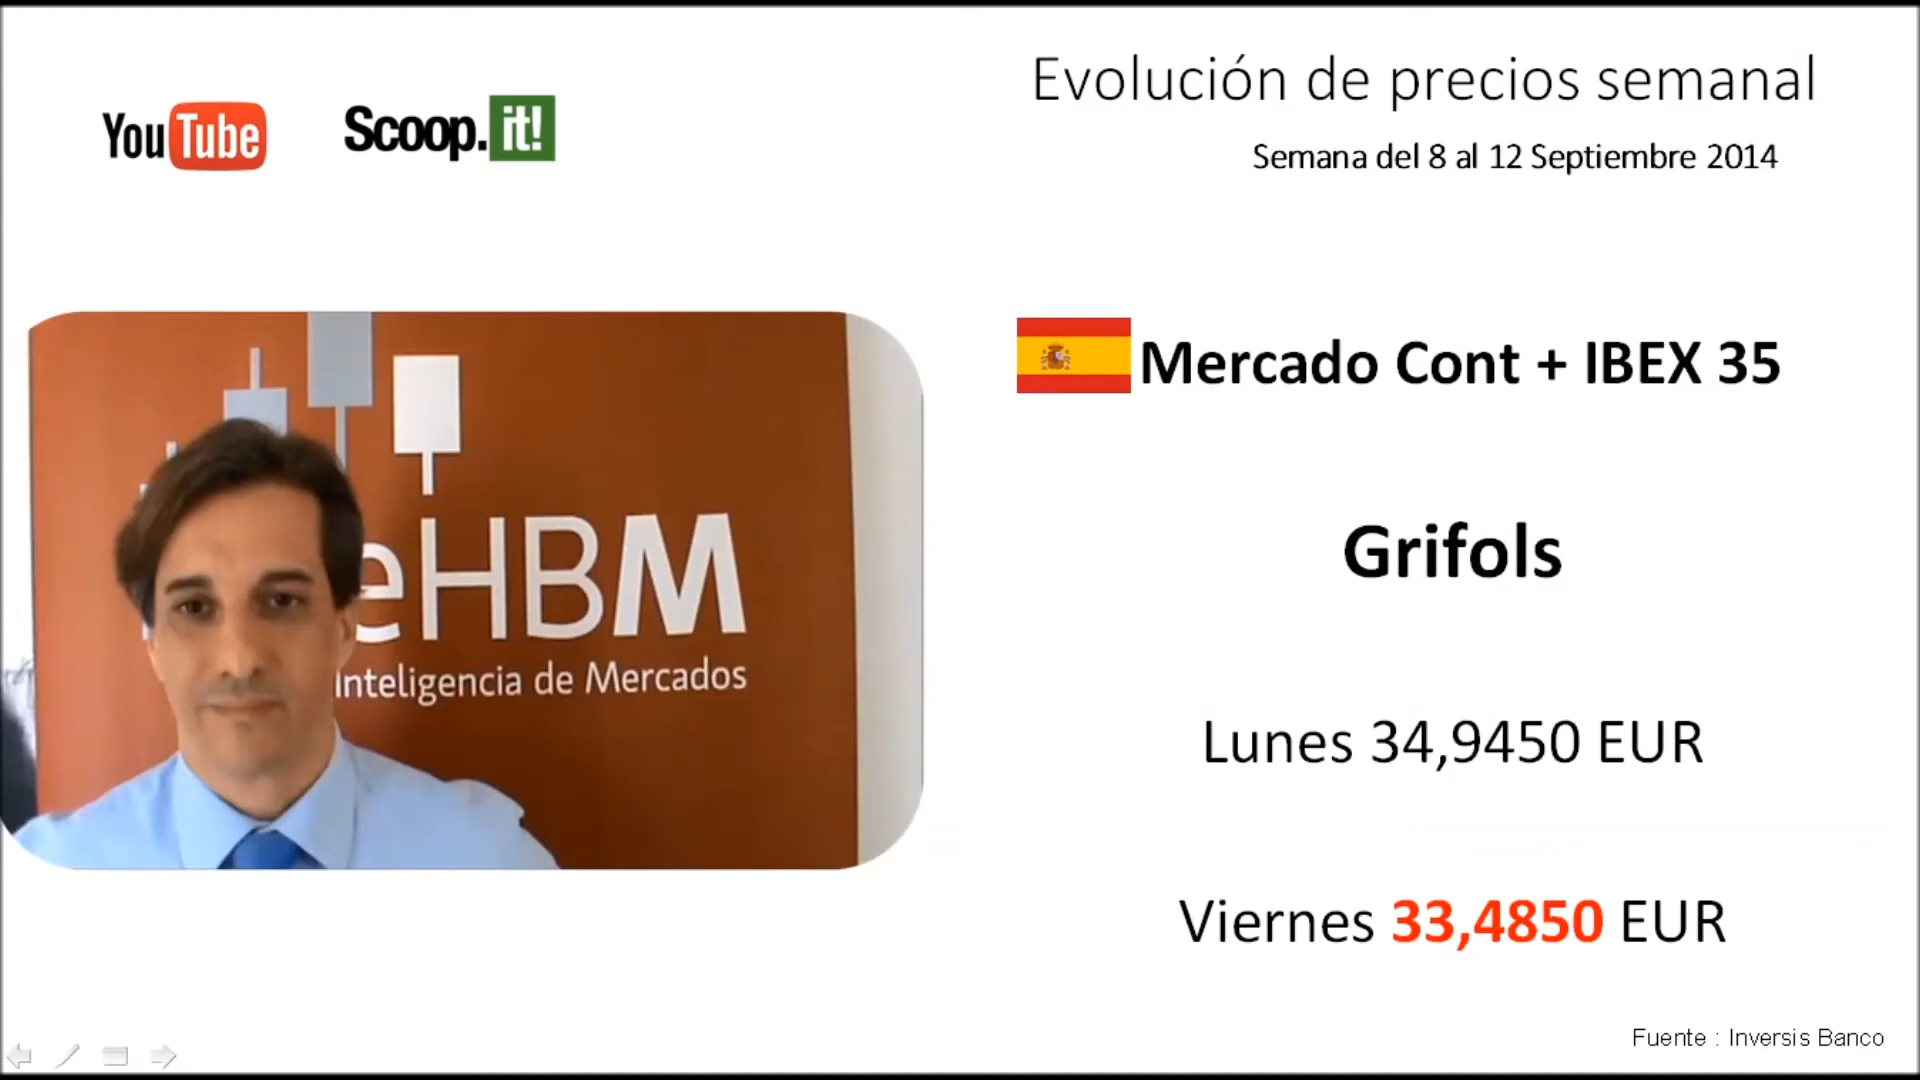 YouTube
Scoop.it!
Evolución de precios semanal
Semana del 8 al 12 Septiembre 2014
eHBM
Inteligencia de Mercados
Mercado Cont + IBEX 35
Grifols
Lunes 34,9450 EUR
Viernes 33,4850 EUR
Fuente : Inversis Banco